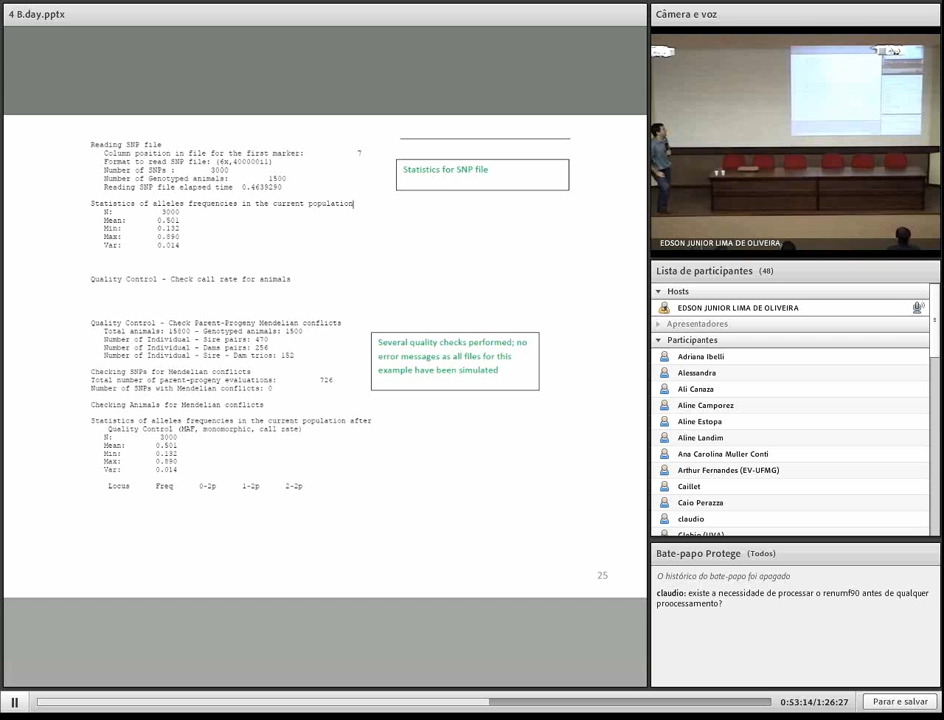 4 B.day.pptx
Reading SNP file
Column position in file for the first marker: 7
Format to read SNP file: (6x,400000i1)
Number of SNPs : 3000
Number of Genotyped animals: 1500
Reading SNP file elapsed time 0.4639290
Statistics for SNP file
Statistics of alleles frequencies in the current population
N: 3000
Mean: 0.501
Min: 0.132
Max: 0.890
Var: 0.014
Quality Control - Check call rate for animals
Quality Control - Check Parent-Progeny Mendelian conflicts
Total animals: 15800 - Genotyped animals: 1500
Number of Individual - Sire pairs: 470
Number of Individual - Dams pairs: 256
Number of Individual - Sire - Dam trios: 152
Several quality checks performed; no
error messages as all files for this
example have been simulated
Checking SNPs for Mendelian conflicts
Total number of parent-progeny evaluations: 726
Number of SNPs with Mendelian conflicts: 0
Checking Animals for Mendelian conflicts
Statistics of alleles frequencies in the current population after
Quality Control (MAF, monomorphic, call rate)
N: 3000
Mean: 0.501
Min: 0.132
Max: 0.890
Var: 0.014
Locus Freq 0-2p 1-2p 2-2p
25
Câmera e voz
EDSON JUNIOR LIMA DE OLIVEIRA
Lista de participantes (48)
Hosts
EDSON JUNIOR LIMA DE OLIVEIRA
Apresentadores
Participantes
Adriana Ibelli
Alessandra
Ali Canaza
Aline Camporez
Aline Estopa
Aline Landim
Ana Carolina Muller Conti
Arthur Fernandes (EV-UFMG)
Caillet
Caio Perazza
claudio
Bate-papo Protege (Todos)
O histórico do bate-papo foi apagado
claudio: existe a necessidade de processar o renumf90 antes de qualquer
proocessamento?
0:53:14/1:26:27
Parar e salvar